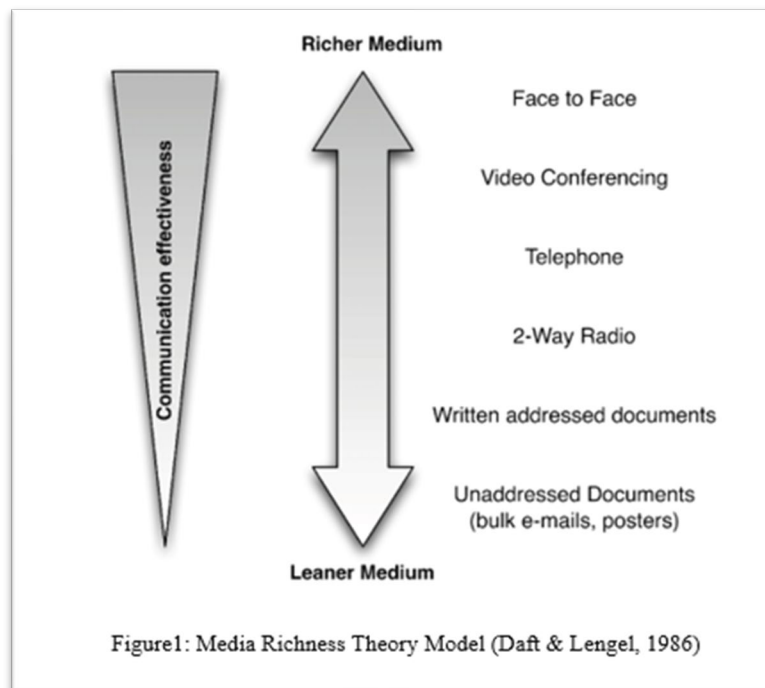 Richer Medium
Communication effectiveness
Face to Face
Video Conferencing
Telephone
2-Way Radio
Written addressed documents
Unaddressed Documents
(bulk e-mails, posters)
Leaner Medium
Figure1: Media Richness Theory Model (Daft & Lengel, 1986)